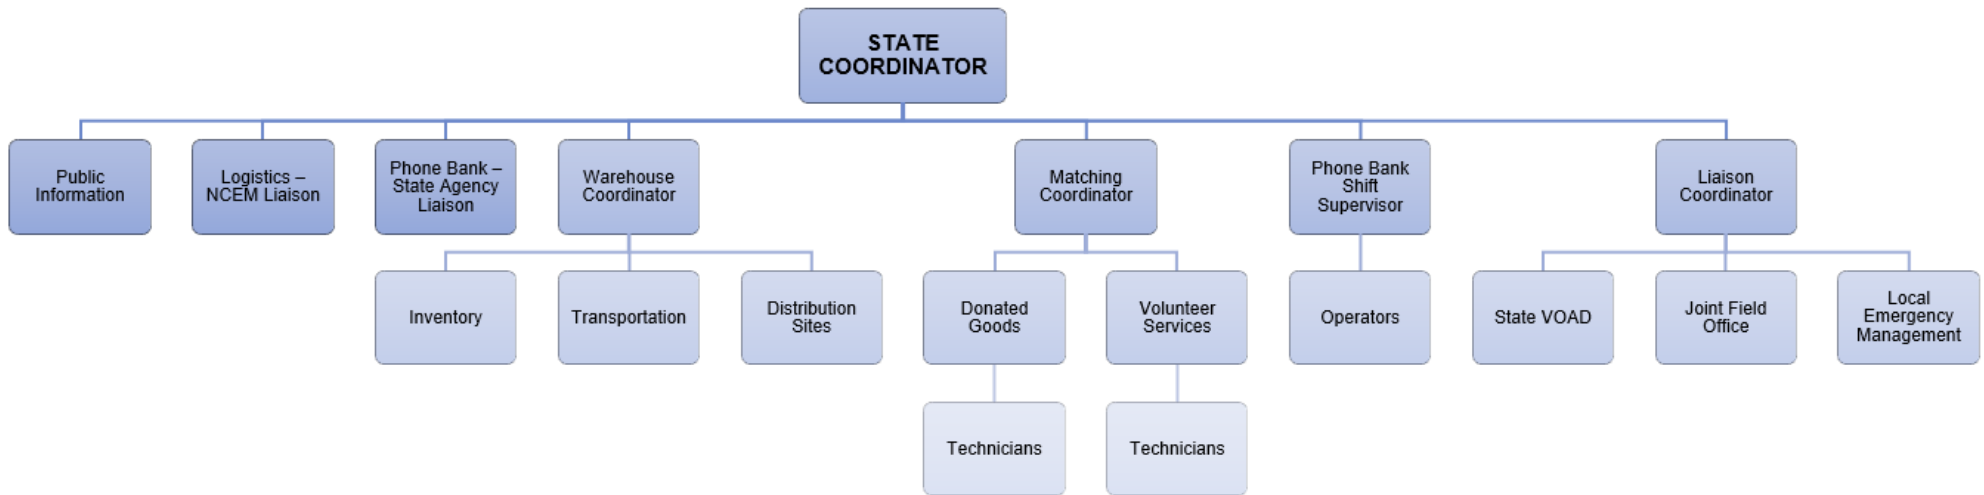 STATE
COORDINATOR
Public
Information
Logistics –
NCEM Liaison
Phone Bank –
State Agency
Liaison
Warehouse
Coordinator
Matching
Coordinator
Phone Bank
Shift
Supervisor
Liaison
Coordinator
Inventory
Transportation
Distribution
Sites
Donated
Goods
Volunteer
Services
Operators
State VOAD
Joint Field
Office
Local
Emergency
Management
Technicians
Technicians